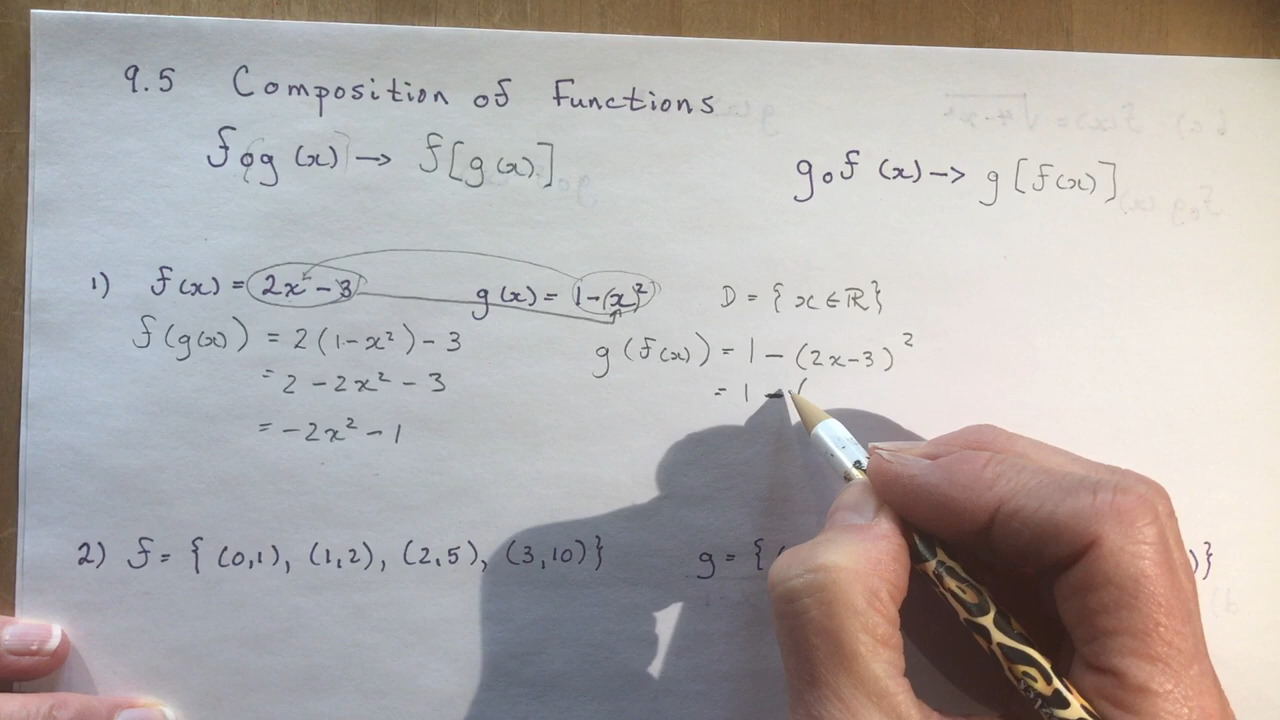 9.5 Composition of Functions
f∘g (x) → f[g(x)]
g∘f (x) → g[f(x)]
1) f(x) = 2x - 3 g(x) = 1-(x)² D = { x ∈ ℝ }
f(g(x)) = 2(1-x²) - 3
= 2 - 2x² - 3
= -2x² - 1
g(f(x)) = 1 - (2x-3)²
= 1 - (
2) f = { (0,1), (1,2), (2,5), (3,10)} g = { ( )}